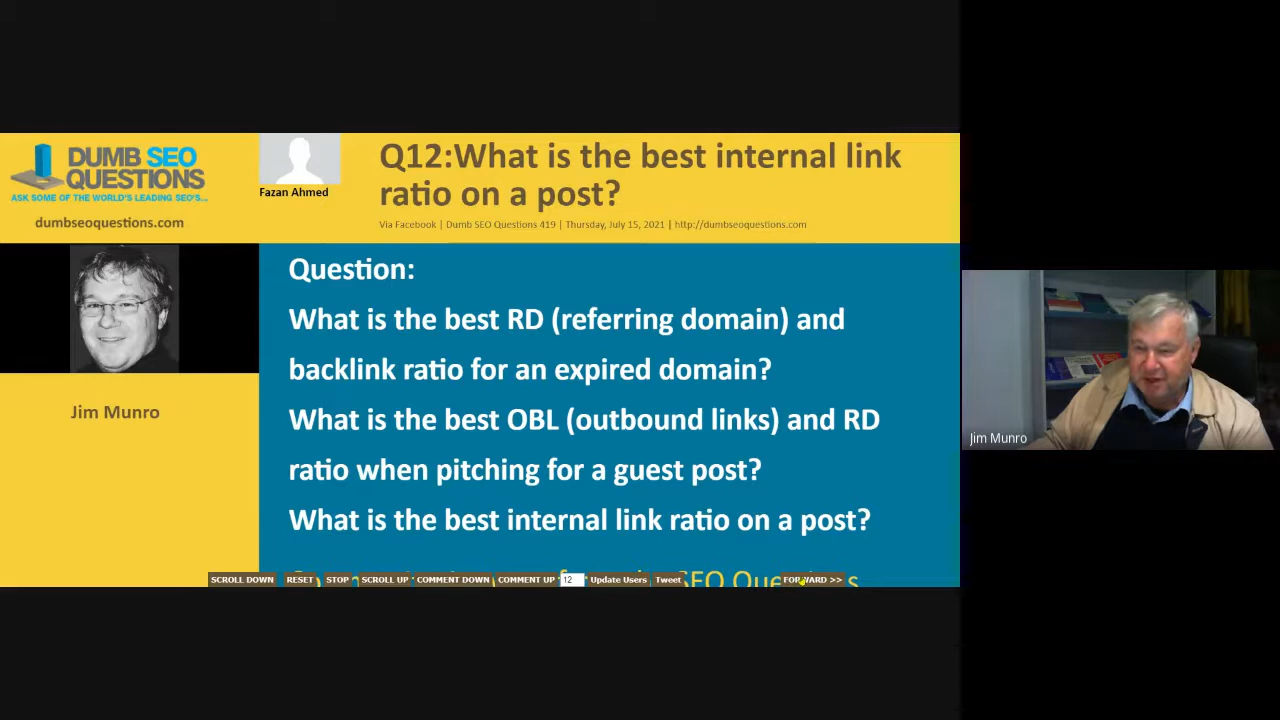 DUMB SEO
QUESTIONS
ASK SOME OF THE WORLD'S LEADING SEO'S...
dumbseoquestions.com
Fazan Ahmed
Q12:What is the best internal link
ratio on a post?
Via Facebook | Dumb SEO Questions 419 | Thursday, July 15, 2021 | http://dumbseoquestions.com
Jim Munro
Question:
What is the best RD (referring domain) and
backlink ratio for an expired domain?
What is the best OBL (outbound links) and RD
ratio when pitching for a guest post?
What is the best internal link ratio on a post?
SCROLL DOWN RESET STOP SCROLL UP COMMENT DOWN COMMENT UP 12 Update Users Tweet FORWARD >>
Jim Munro